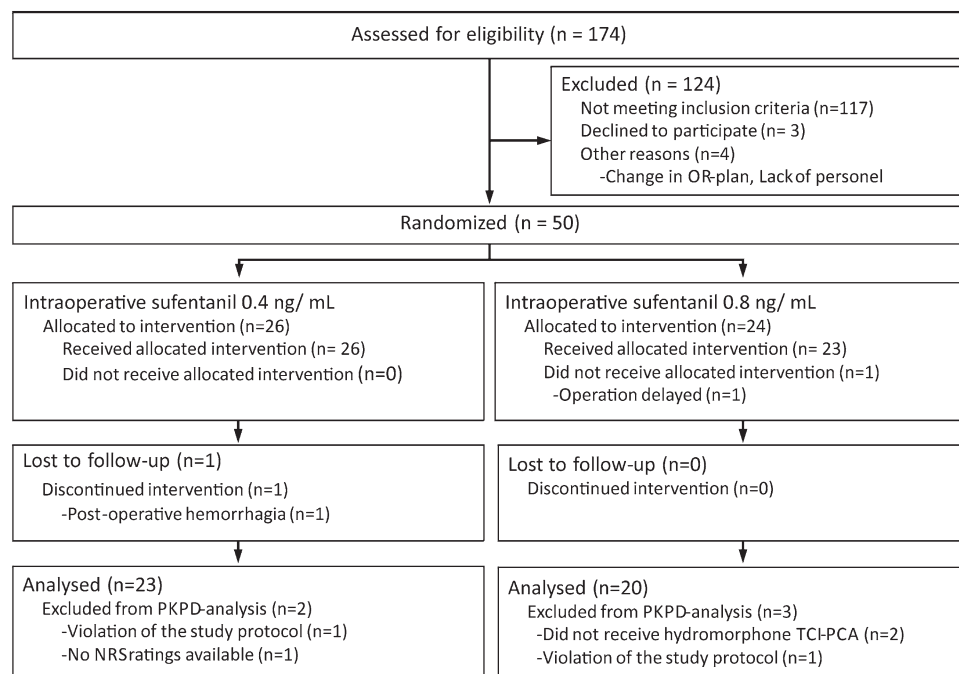 Assessed for eligibility (n = 174)
Excluded (n = 124)
Not meeting inclusion criteria (n=117)
Declined to participate (n= 3)
Other reasons (n=4)
-Change in OR-plan, Lack of personel
Randomized (n = 50)
Intraoperative sufentanil 0.4 ng/ mL
Allocated to intervention (n=26)
Received allocated intervention (n= 26)
Did not receive allocated intervention (n=0)
Intraoperative sufentanil 0.8 ng/ mL
Allocated to intervention (n=24)
Received allocated intervention (n= 23)
Did not receive allocated intervention (n=1)
-Operation delayed (n=1)
Lost to follow-up (n=1)
Discontinued intervention (n=1)
-Post-operative hemorrhagia (n=1)
Lost to follow-up (n=0)
Discontinued intervention (n=0)
Analysed (n=23)
Excluded from PKPD-analysis (n=2)
-Violation of the study protocol (n=1)
-No NRSratings available (n=1)
Analysed (n=20)
Excluded from PKPD-analysis (n=3)
-Did not receive hydromorphone TCI-PCA (n=2)
-Violation of the study protocol (n=1)